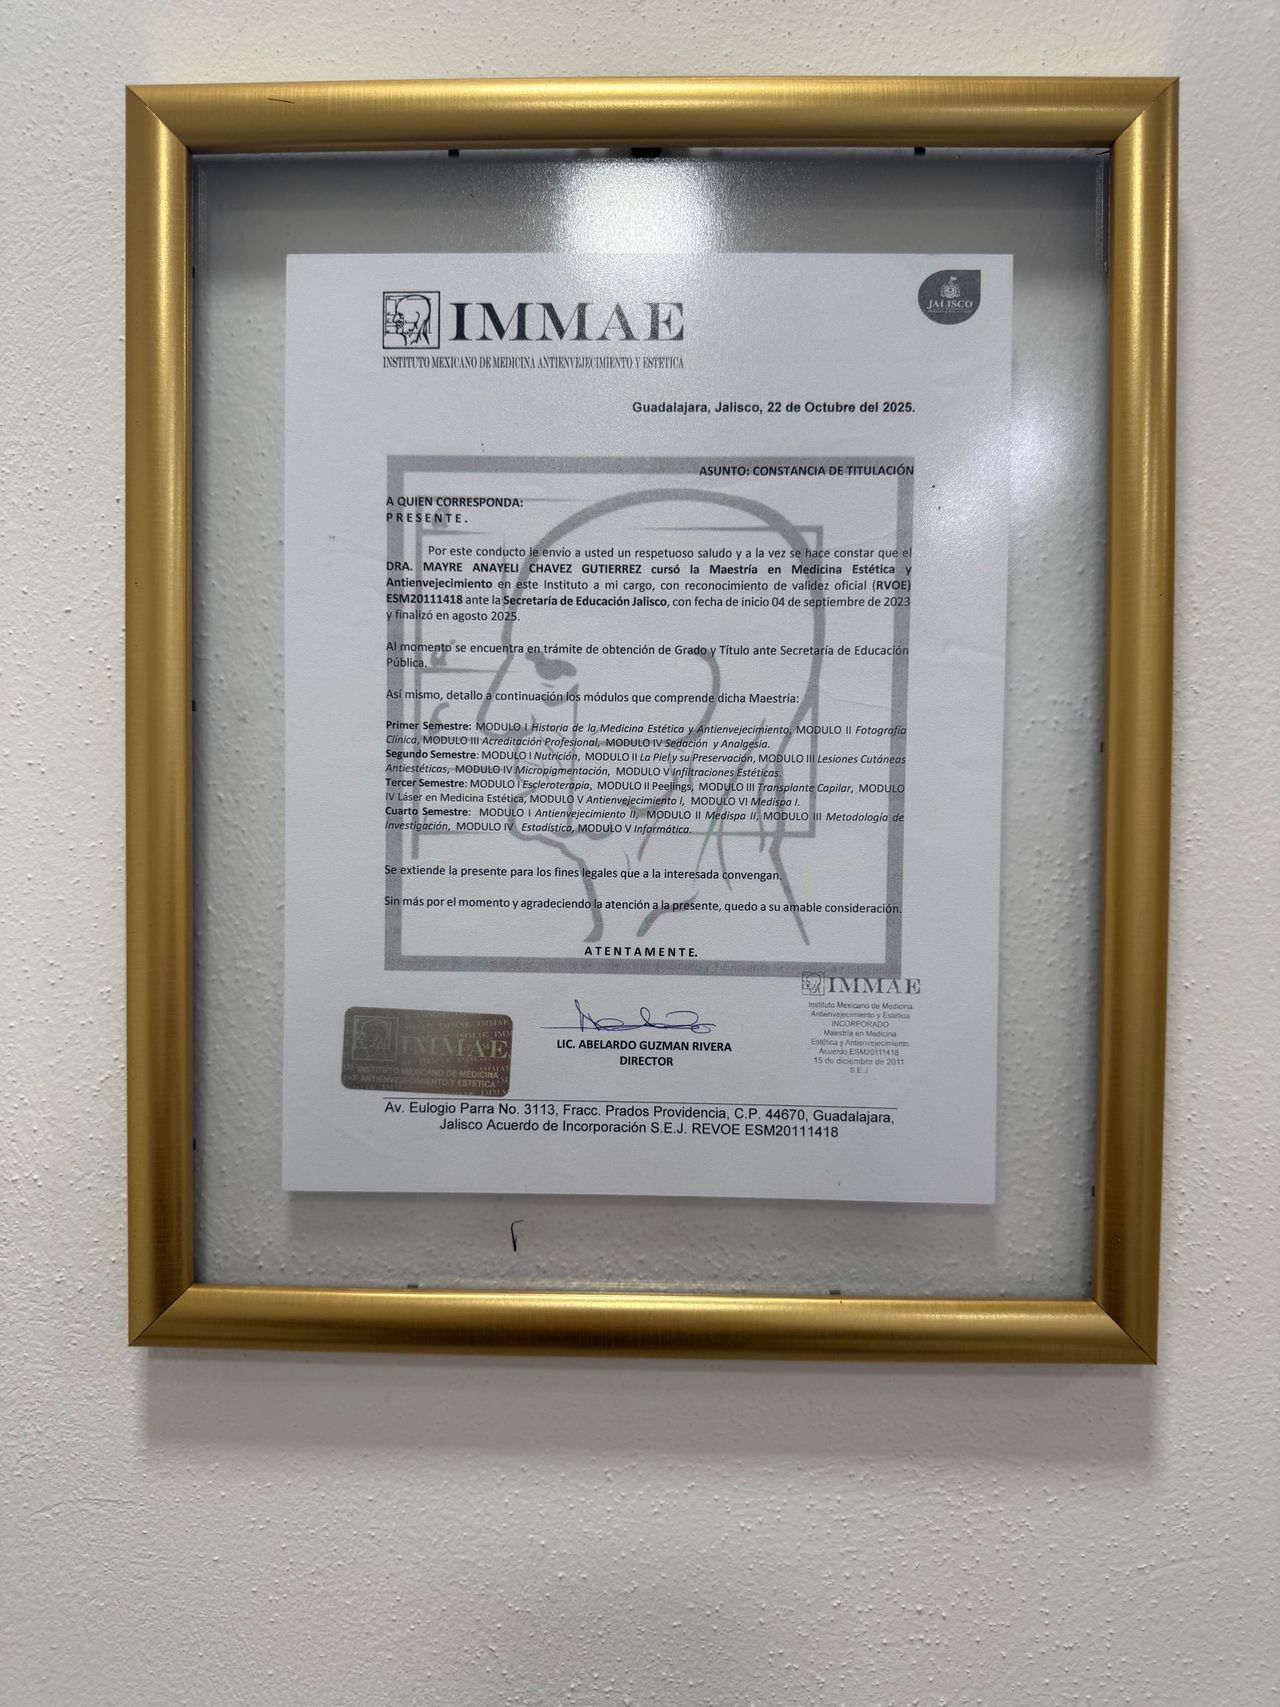 IMMAE
INSTITUTO MEXICANO DE MEDICINA ANTIENVEJECIMIENTO Y ESTETICA
JALISCO
Guadalajara, Jalisco, 22 de Octubre del 2025.
ASUNTO: CONSTANCIA DE TITULACIÓN
A QUIEN CORRESPONDA:
P R E S E N T E .
Por este conducto le envío a usted un respetuoso saludo y a la vez se hace constar que el
DRA. MAYRE ANAYELI CHAVEZ GUTIERREZ cursó la Maestría en Medicina Estética y
Antienvejecimiento en este Instituto a mi cargo, con reconocimiento de validez oficial (RVOE)
ESM20111418 ante la Secretaría de Educación Jalisco, con fecha de inicio 04 de septiembre de 2023
y finalizó en agosto 2025.
Al momento se encuentra en trámite de obtención de Grado y Título ante Secretaría de Educación
Pública.
Así mismo, detallo a continuación los módulos que comprende dicha Maestría:
Primer Semestre: MODULO I Historia de la Medicina Estética y Antienvejecimiento, MODULO II Fotografía
Clínica, MODULO III Acreditación Profesional, MODULO IV Sedación y Analgesia.
Segundo Semestre: MODULO I Nutrición, MODULO II La Piel y su Preservación, MODULO III Lesiones Cutáneas
Antiestéticas, MODULO IV Micropigmentación, MODULO V Infiltraciones Estéticas.
Tercer Semestre: MODULO I Escleroterapia, MODULO II Peelings, MODULO III Transplante Capilar, MODULO
IV Láser en Medicina Estética, MODULO V Antienvejecimiento I, MODULO VI Medispa I.
Cuarto Semestre: MODULO I Antienvejecimiento II, MODULO II Medispa II, MODULO III Metodología de
Investigación, MODULO IV Estadística, MODULO V Informática.
Se extiende la presente para los fines legales que a la interesada convengan.
Sin más por el momento y agradeciendo la atención a la presente, quedo a su amable consideración.
A T E N T A M E N T E.
LIC. ABELARDO GUZMAN RIVERA
DIRECTOR
IMMAE
Instituto Mexicano de Medicina
Antienvejecimiento y Estética
INCORPORADO
Maestría en Medicina
Estética y Antienvejecimiento
Acuerdo ESM20111418
15 de diciembre de 2011
S.E.J
IMMAE
INSTITUTO MEXICANO DE MEDICINA
ANTIENVEJECIMIENTO Y ESTETICA
Av. Eulogio Parra No. 3113, Fracc. Prados Providencia, C.P. 44670, Guadalajara,
Jalisco Acuerdo de Incorporación S.E.J. REVOE ESM20111418